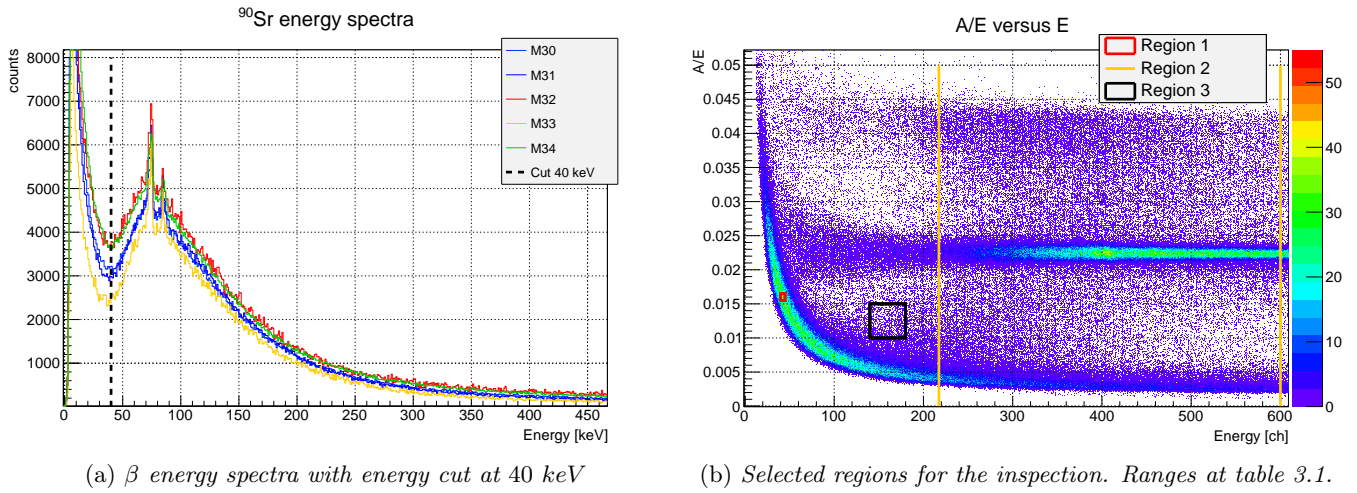 ⁹⁰Sr energy spectra
counts
8000
7000
6000
5000
4000
3000
2000
1000
0
50
100
150
200
250
300
350
400
450
Energy [keV]
M30
M31
M32
M33
M34
Cut 40 keV
(a) β energy spectra with energy cut at 40 keV
A/E versus E
A/E
0.05
0.045
0.04
0.035
0.03
0.025
0.02
0.015
0.01
0.005
0
0
100
200
300
400
500
600
Energy [ch]
Region 1
Region 2
Region 3
50
40
30
20
10
0
(b) Selected regions for the inspection. Ranges at table 3.1.